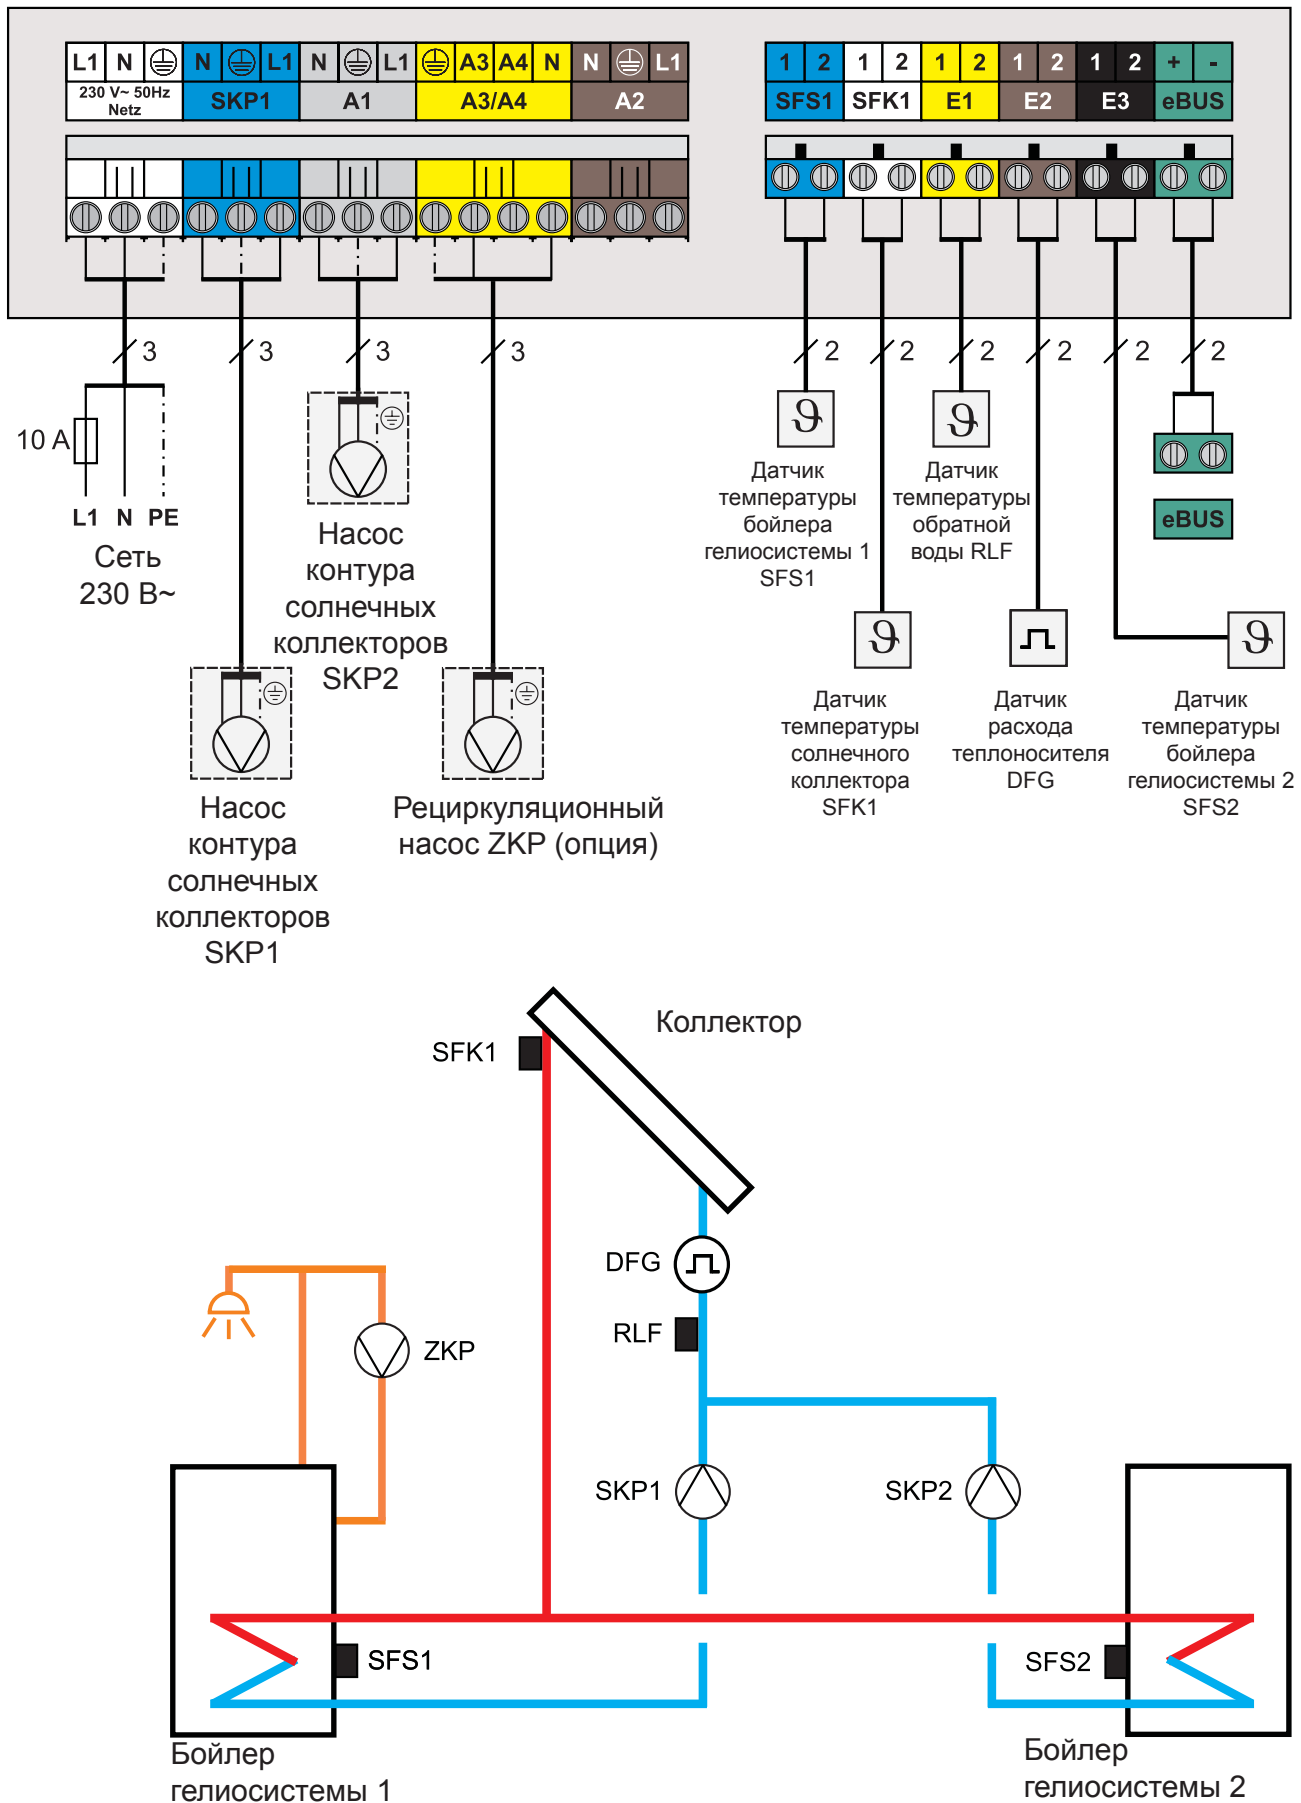 L1 N N L1 N L1 A3 A4 N N L1
230 V~ 50Hz
Netz
SKP1 A1 A3/A4 A2
1 2 1 2 1 2 1 2 1 2 + -
SFS1 SFK1 E1 E2 E3 eBUS
3 3 3 3 2 2 2 2 2 2
10 A
L1 N PE
Сеть
230 В~
Насос
контура
солнечных
коллекторов
SKP2
Датчик
температуры
бойлера
гелиосистемы 1
SFS1
Датчик
температуры
обратной
воды RLF
eBUS
Насос
контура
солнечных
коллекторов
SKP1
Рециркуляционный
насос ZKP (опция)
Датчик
температуры
солнечного
коллектора
SFK1
Датчик
расхода
теплоносителя
DFG
Датчик
температуры
бойлера
гелиосистемы 2
SFS2
Коллектор
SFK1
DFG
RLF
ZKP
SKP1
SKP2
SFS1
SFS2
Бойлер
гелиосистемы 1
Бойлер
гелиосистемы 2